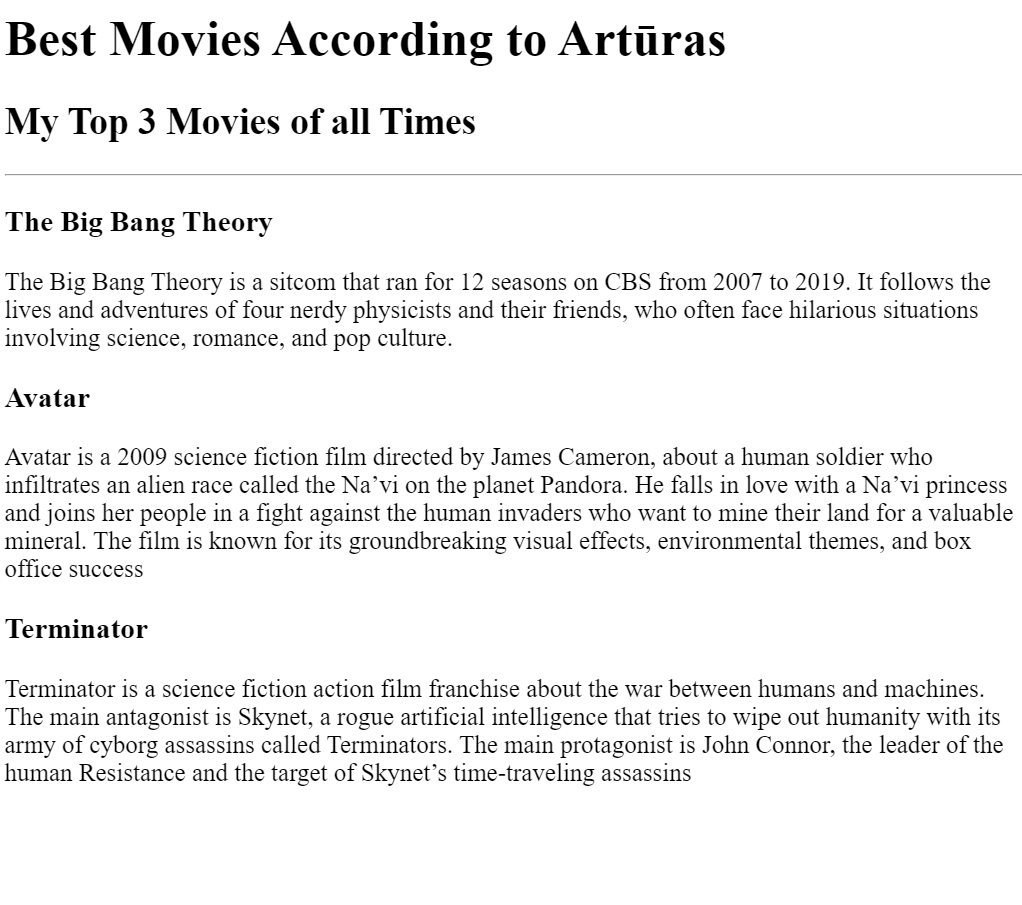 Best Movies According to Artūras
My Top 3 Movies of all Times
The Big Bang Theory
The Big Bang Theory is a sitcom that ran for 12 seasons on CBS from 2007 to 2019. It follows the
lives and adventures of four nerdy physicists and their friends, who often face hilarious situations
involving science, romance, and pop culture.
Avatar
Avatar is a 2009 science fiction film directed by James Cameron, about a human soldier who
infiltrates an alien race called the Na’vi on the planet Pandora. He falls in love with a Na’vi princess
and joins her people in a fight against the human invaders who want to mine their land for a valuable
mineral. The film is known for its groundbreaking visual effects, environmental themes, and box
office success
Terminator
Terminator is a science fiction action film franchise about the war between humans and machines.
The main antagonist is Skynet, a rogue artificial intelligence that tries to wipe out humanity with its
army of cyborg assassins called Terminators. The main protagonist is John Connor, the leader of the
human Resistance and the target of Skynet’s time-traveling assassins